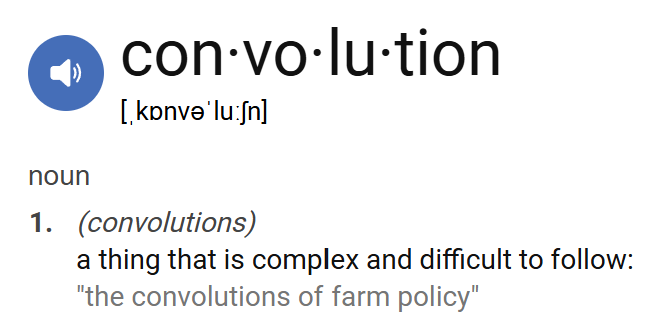 con·vo·lu·tion
[ˌkɒnvəˈluːʃn]
noun
1. (convolutions)
a thing that is complex and difficult to follow:
"the convolutions of farm policy"